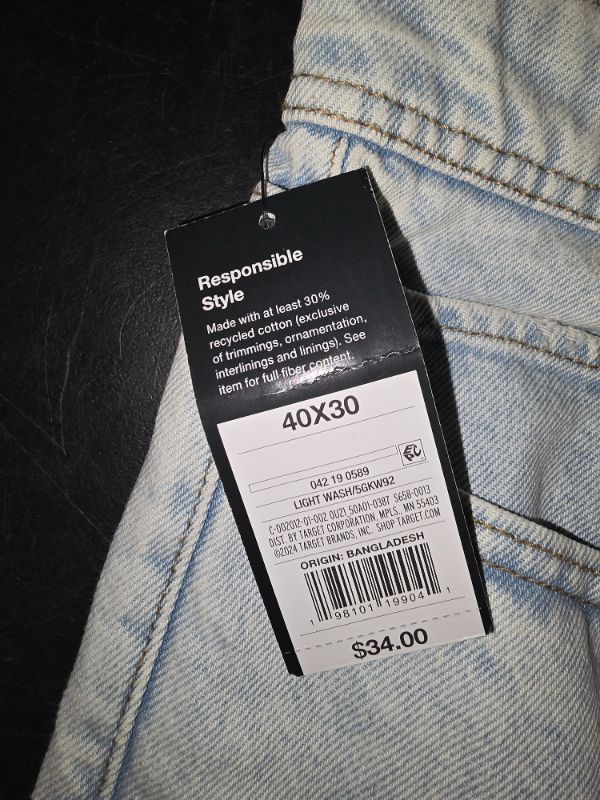 Responsible
Style
Made with at least 30%
recycled cotton (exclusive
of trimmings, ornamentation,
interlinings and linings). See
item for full fiber content.
40X30
042 19 0589
LIGHT WASH/5GKW92
C-002012-01-002 0U21 50A01-0387 S658-0013
DIST. BY TARGET CORPORATION, MPLS., MN 55403
©2024 TARGET BRANDS, INC. SHOP TARGET.COM
ORIGIN: BANGLADESH
1 98101 19904 1
$34.00